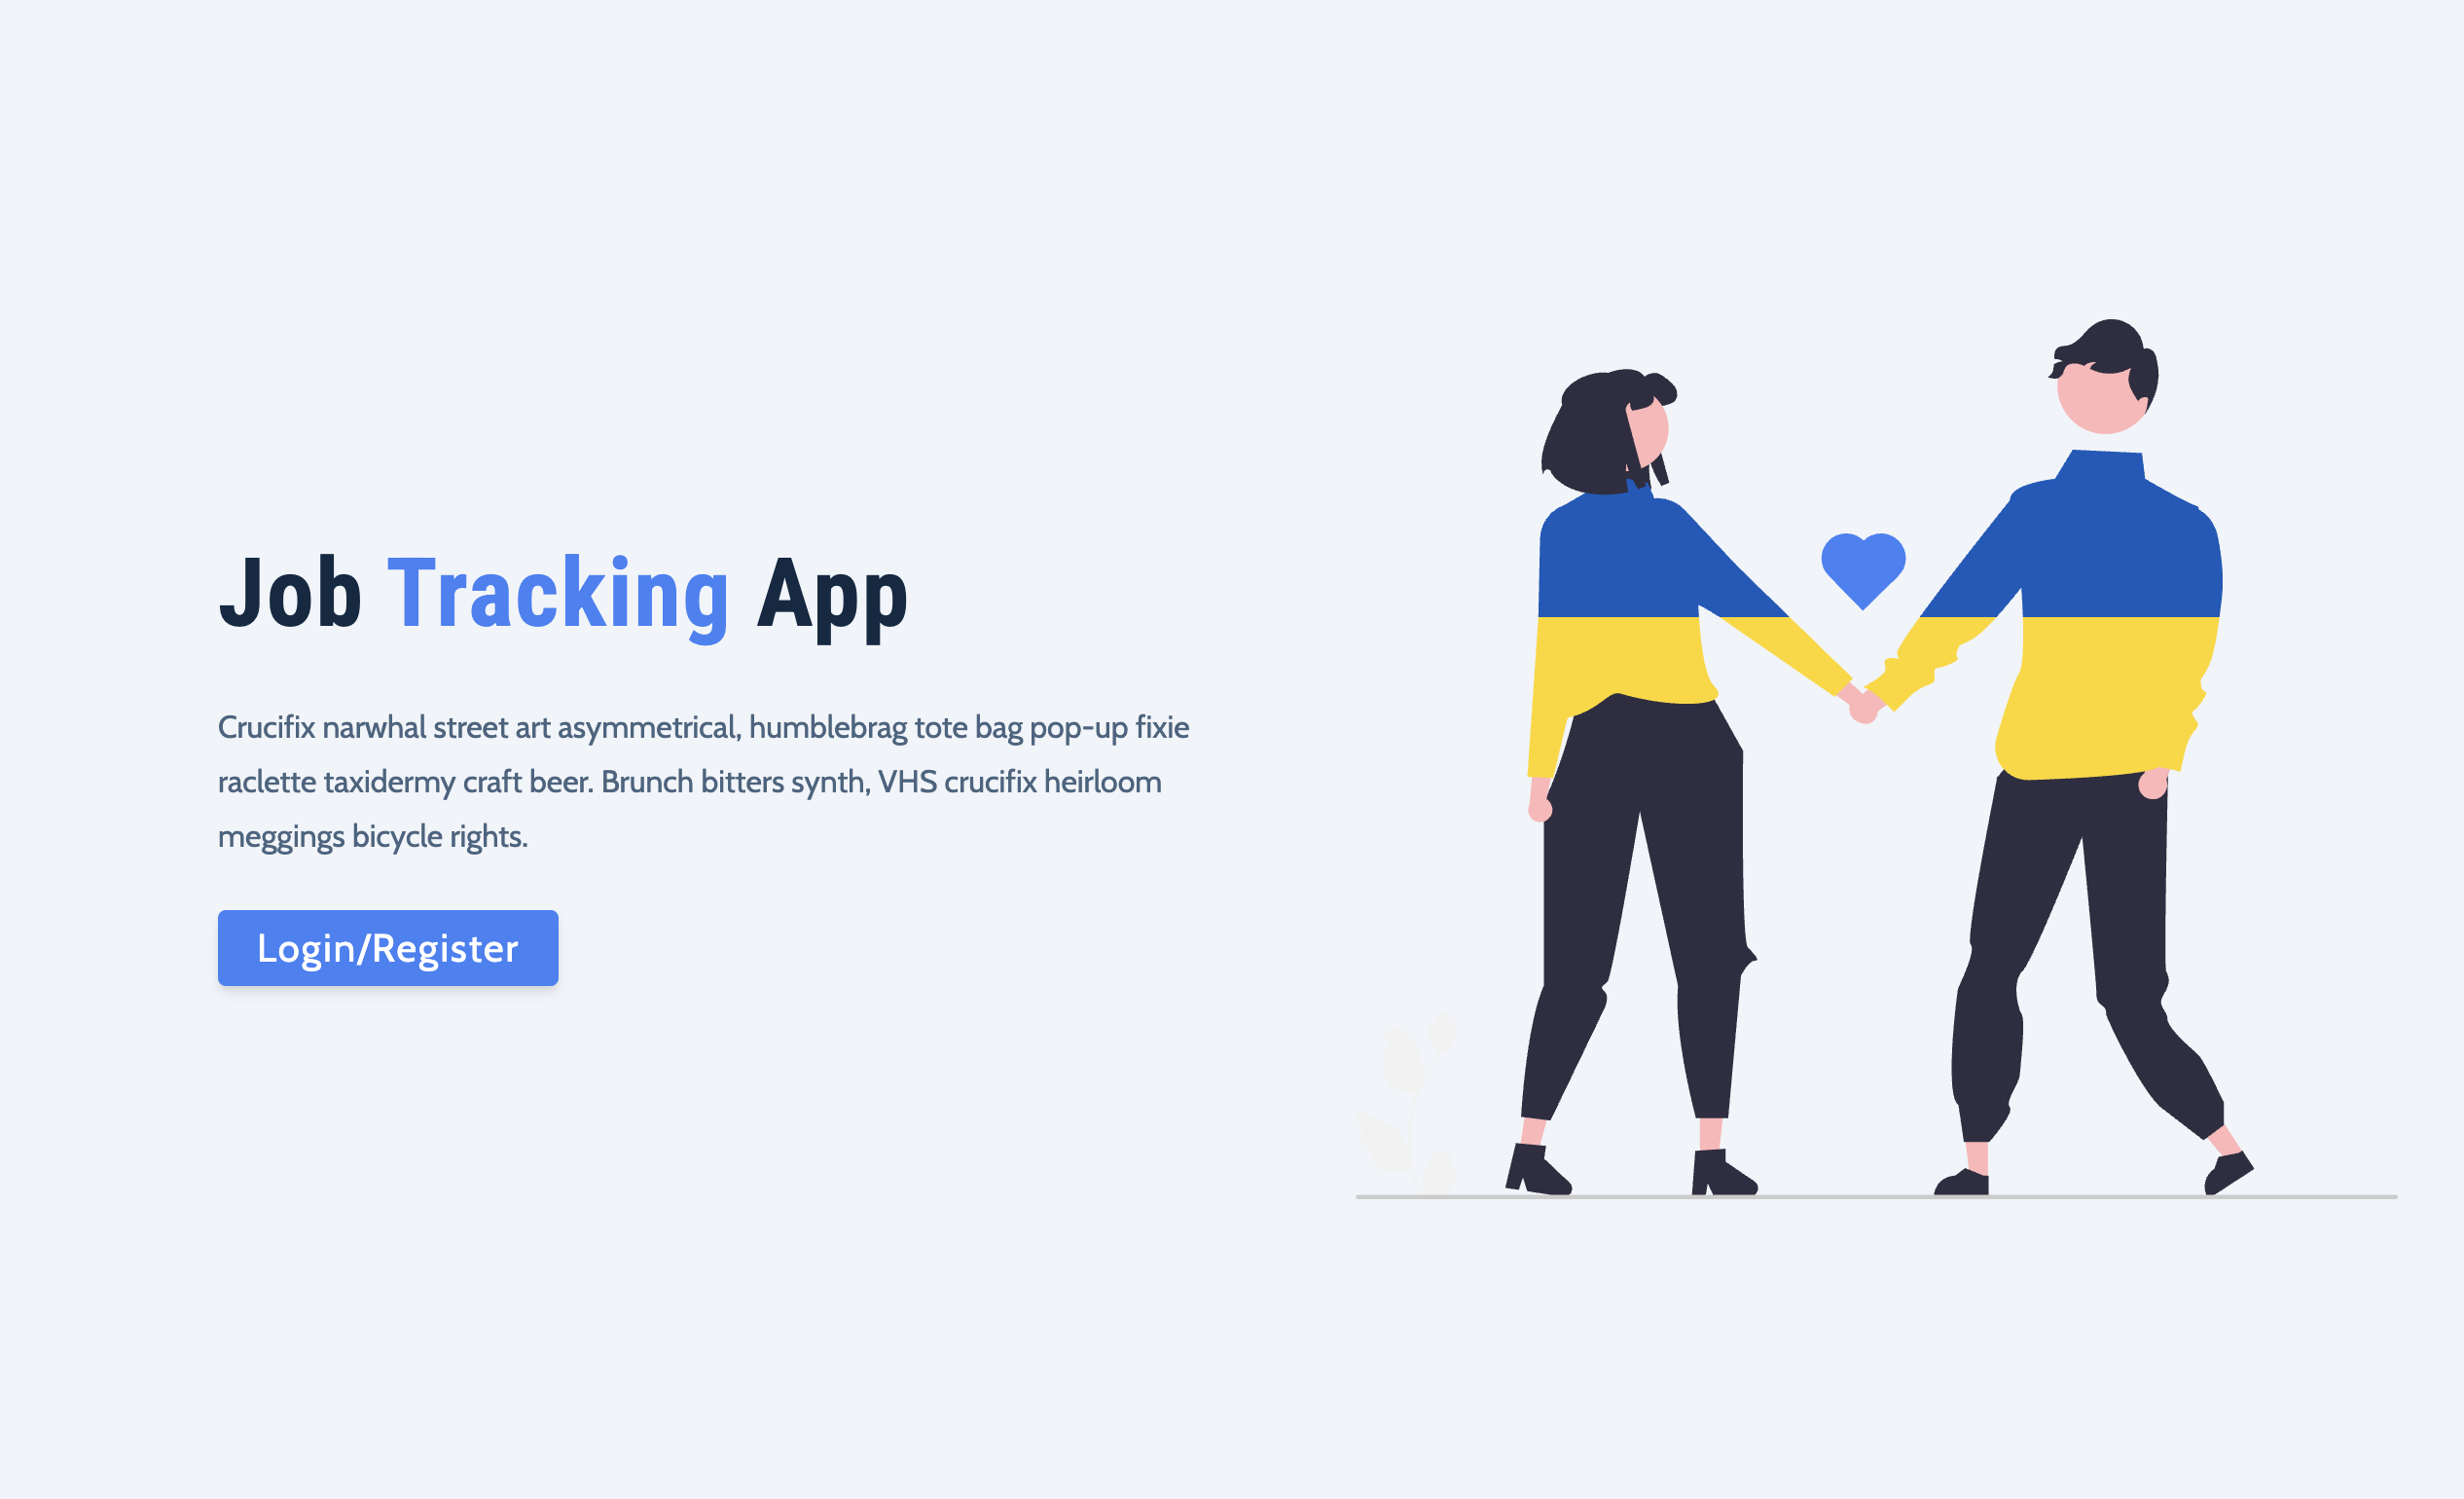 Job Tracking App
Crucifix narwhal street art asymmetrical, humblebrag tote bag pop-up fixie
raclette taxidermy craft beer. Brunch bitters synth, VHS crucifix heirloom
meggings bicycle rights.
Login/Register